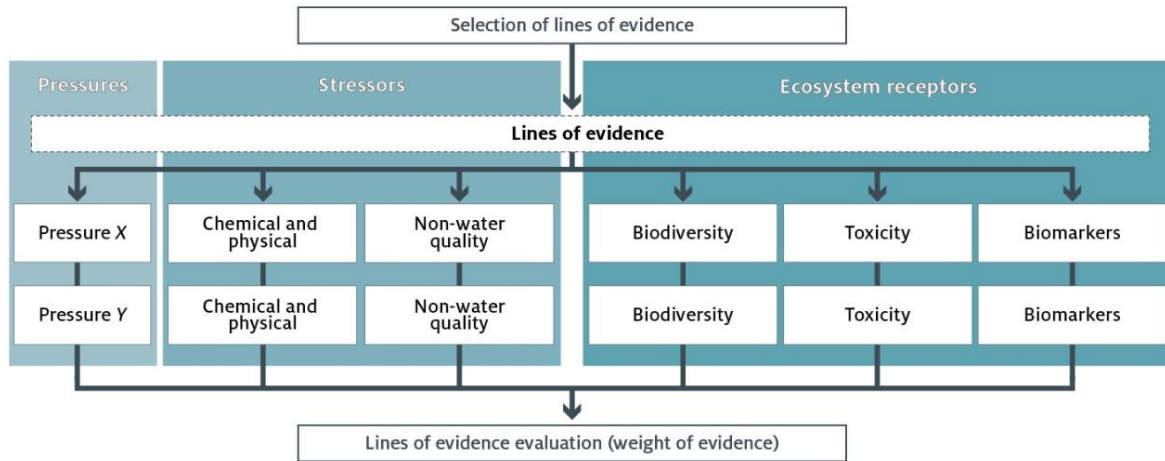 Selection of lines of evidence
Pressures
Stressors
Ecosystem receptors
Lines of evidence
Pressure X
Chemical and
physical
Non-water
quality
Biodiversity
Toxicity
Biomarkers
Pressure Y
Chemical and
physical
Non-water
quality
Biodiversity
Toxicity
Biomarkers
Lines of evidence evaluation (weight of evidence)